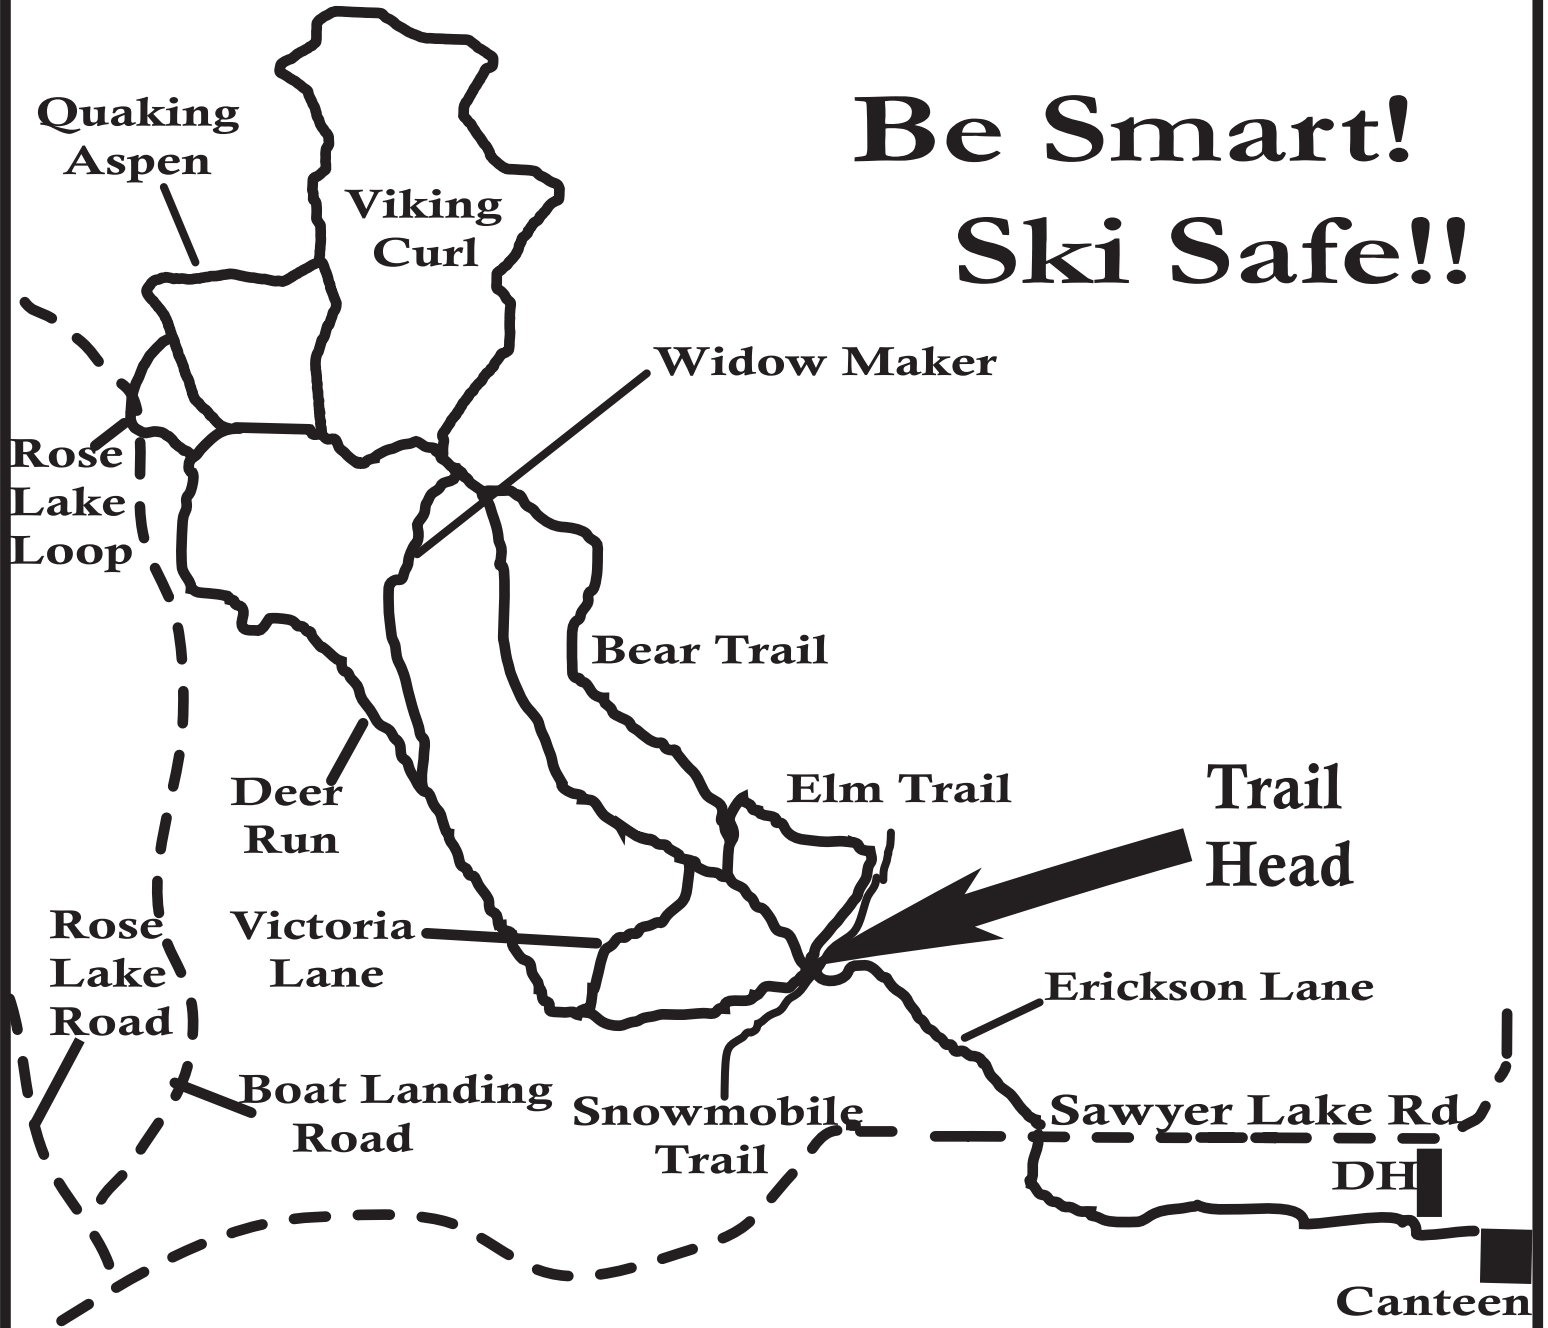 Be Smart!
Ski Safe!!
Quaking
Aspen
Viking
Curl
Widow Maker
Rose
Lake
Loop
Bear Trail
Deer
Run
Elm Trail
Trail
Head
Rose
Lake
Road
Victoria
Lane
Erickson Lane
Boat Landing
Road
Snowmobile
Trail
Sawyer Lake Rd
DH
Canteen